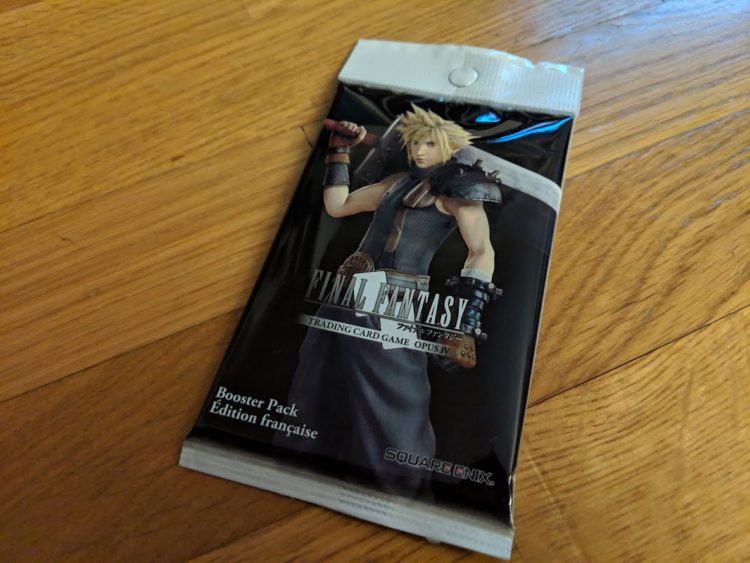 FINAL FANTASY
ファイナルファンタジー
TRADING CARD GAME OPUS IV
Booster Pack
Édition française
SQUARE ENIX®